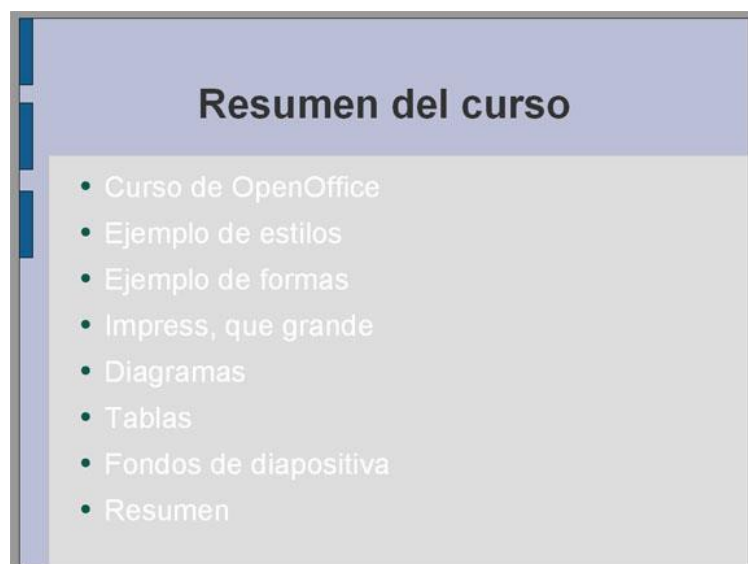 Resumen del curso
Curso de OpenOffice
Ejemplo de estilos
Ejemplo de formas
Impress, que grande
Diagramas
Tablas
Fondos de diapositiva
Resumen